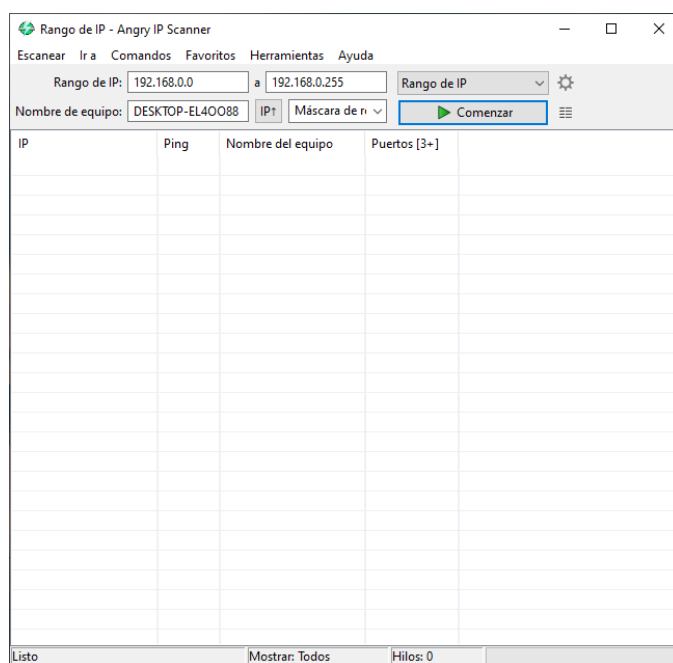 Rango de IP - Angry IP Scanner
Escanear Ir a Comandos Favoritos Herramientas Ayuda
Rango de IP: 192.168.0.0 a 192.168.0.255 Rango de IP
Nombre de equipo: DESKTOP-EL4OO88 IP↑ Máscara de r Comenzar
IP Ping Nombre del equipo Puertos [3+]
Listo Mostrar: Todos Hilos: 0